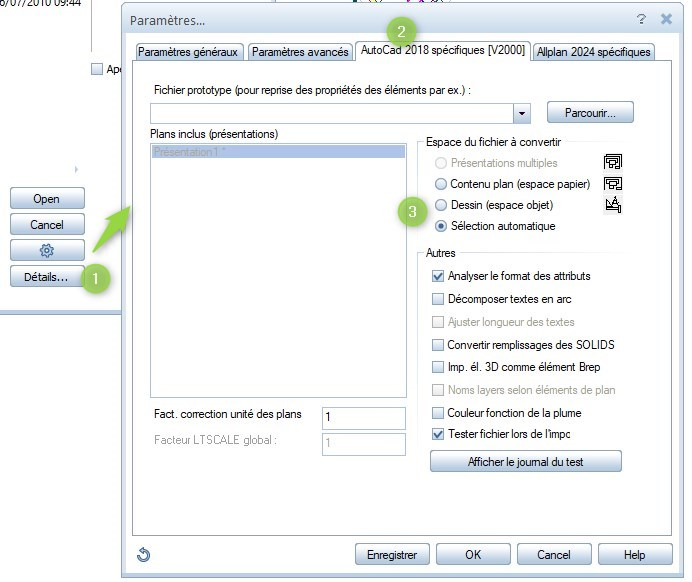 /07/2010 09:44
Open
Cancel
Détails...
1
Paramètres...
?
2
Paramètres généraux
Paramètres avancés
AutoCad 2018 spécifiques [V2000]
Allplan 2024 spécifiques
Fichier prototype (pour reprise des propriétés des éléments par ex.) :
Parcourir...
Plans inclus (présentations)
Présentation1 *
Espace du fichier à convertir
Présentations multiples
Contenu plan (espace papier)
3
Dessin (espace objet)
Sélection automatique
Autres
Analyser le format des attributs
Décomposer textes en arc
Ajuster longueur des textes
Convertir remplissages des SOLIDS
Imp. él. 3D comme élément Brep
Noms layers selon éléments de plan
Couleur fonction de la plume
Tester fichier lors de l'impc
Afficher le journal du test
Fact. correction unité des plans
1
Facteur LTSCALE global :
1
Enregistrer
OK
Cancel
Help